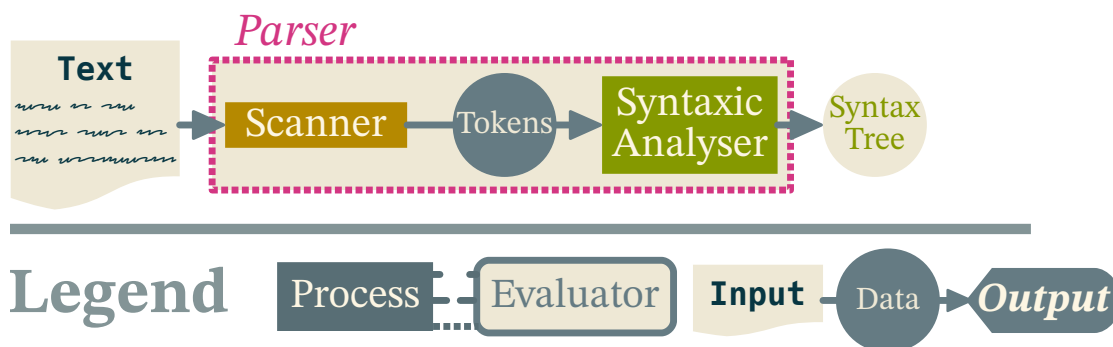 Parser
Text
Scanner
Tokens
Syntaxic
Analyser
Syntax
Tree
Legend
Process
Evaluator
Input
Data
Output